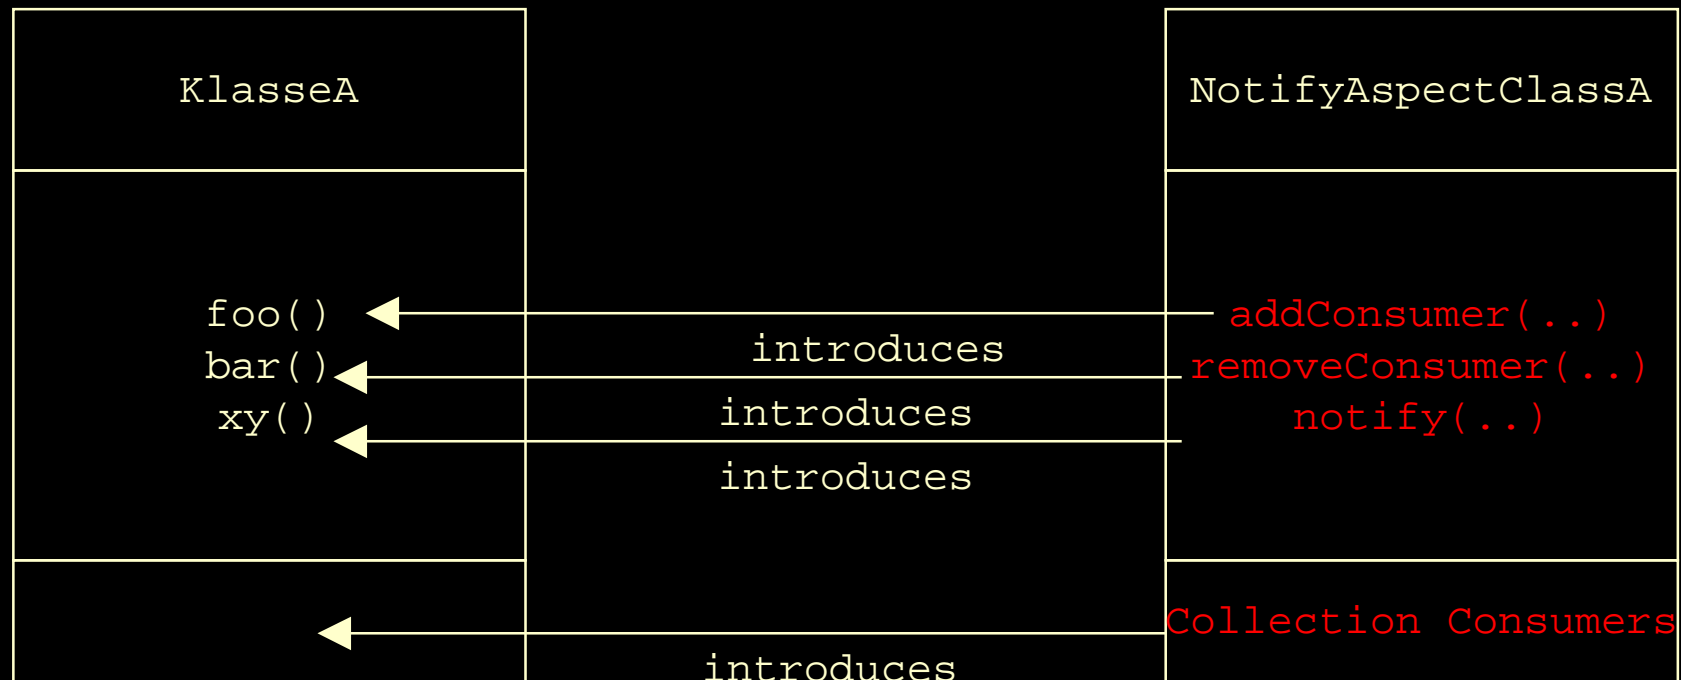 KlasseA
NotifyAspectClassA
foo()
bar()
xy()
introduces
introduces
introduces
addConsumer(..)
removeConsumer(..)
notify(..)
Collection Consumers
introduces